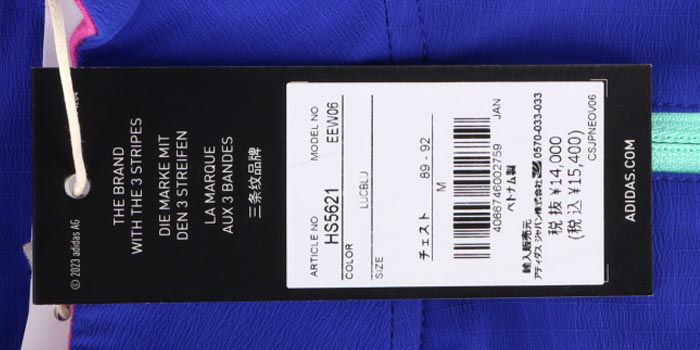 © 2023 adidas AG
THE BRAND
WITH THE 3 STRIPES
DIE MARKE MIT
DEN 3 STREIFEN
LA MARQUE
AUX 3 BANDES
三条纹品牌
ARTICLE NO
HS5621
MODEL NO
EEW06
COLOR
LUCBLU
SIZE
チェスト 89 - 92
M
4066746002759
JAN
ベトナム製
輸入販売元
アディダス ジャパン株式会社 0570-033-033
税 抜 ¥14,000
(税 込 ¥15,400)
CSJPNEOV06
ADIDAS.COM